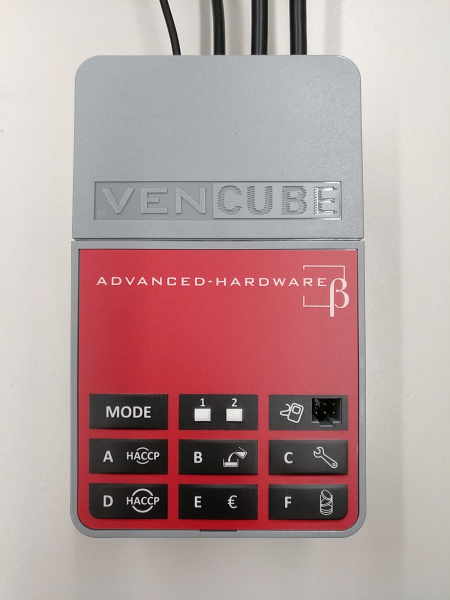 VENCUBE
ADVANCED-HARDWARE β
MODE 1 2
A HACCP B C
D HACCP E € F